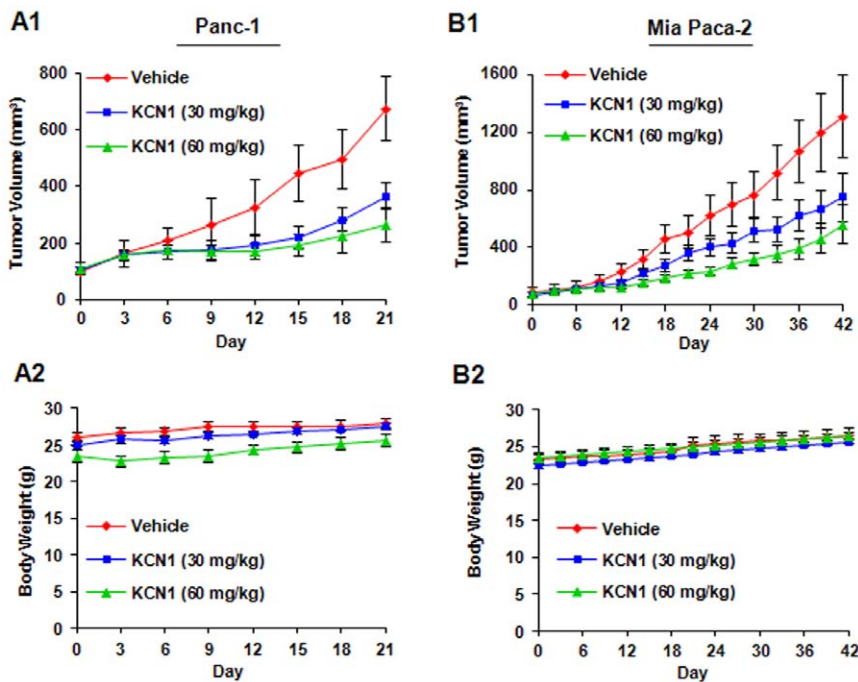 A1
Panc-1
Tumor Volume (mm³)
800
600
400
200
0
Vehicle
KCN1 (30 mg/kg)
KCN1 (60 mg/kg)
0 3 6 9 12 15 18 21
Day
B1
Mia Paca-2
Tumor Volume (mm³)
1600
1200
800
400
0
Vehicle
KCN1 (30 mg/kg)
KCN1 (60 mg/kg)
0 6 12 18 24 30 36 42
Day
A2
Body Weight (g)
30
25
20
15
10
5
0
Vehicle
KCN1 (30 mg/kg)
KCN1 (60 mg/kg)
0 3 6 9 12 15 18 21
Day
B2
Body Weight (g)
30
25
20
15
10
5
0
Vehicle
KCN1 (30 mg/kg)
KCN1 (60 mg/kg)
0 6 12 18 24 30 36 42
Day